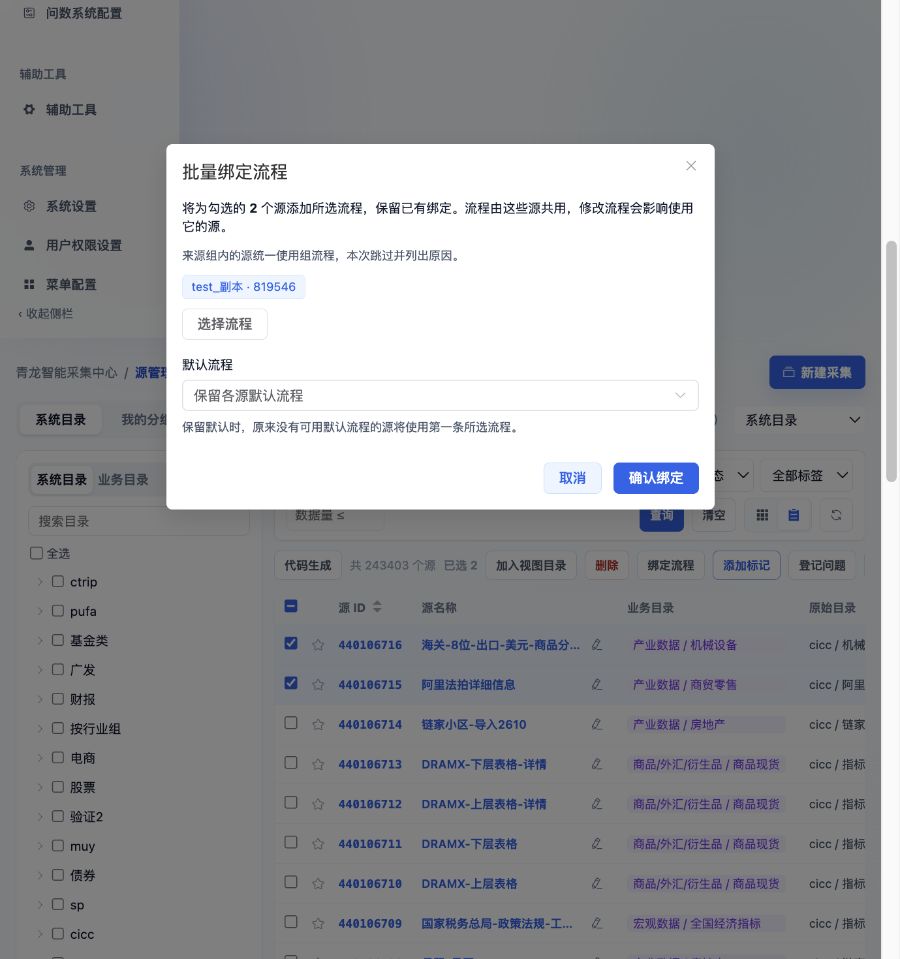 问数系统配置
辅助工具
辅助工具
系统管理
系统设置
用户权限设置
菜单配置
‹ 收起侧栏
批量绑定流程
将为勾选的 2 个源添加所选流程，保留已有绑定。流程由这些源共用，修改流程会影响使用
它的源。
来源组内的源统一使用组流程，本次跳过并列出原因。
test_副本 · 819546
选择流程
默认流程
保留各源默认流程
保留默认时，原来没有可用默认流程的源将使用第一条所选流程。
取消 确认绑定
青龙智能采集中心 / 源管理
新建采集
系统目录 我的分组 ) 系统目录
系统目录 业务目录
态 全部标签
搜索目录
数据量 ≤ 查询 清空
全选
代码生成 共 243403 个源 已选 2 加入视图目录 删除 绑定流程 添加标记 登记问题
源 ID 源名称 业务目录 原始目录
ctrip
pufa
基金类
广发
财报
按行业组
电商
股票
验证2
muy
债券
sp
cicc
440106716 海关-8位-出口-美元-商品分... 产业数据 / 机械设备 cicc / 机械
440106715 阿里法拍详细信息 产业数据 / 商贸零售 cicc / 阿里
440106714 链家小区-导入2610 产业数据 / 房地产 cicc / 链家
440106713 DRAMX-下层表格-详情 商品/外汇/衍生品 / 商品现货 cicc / 指标
440106712 DRAMX-上层表格-详情 商品/外汇/衍生品 / 商品现货 cicc / 指标
440106711 DRAMX-下层表格 商品/外汇/衍生品 / 商品现货 cicc / 指标
440106710 DRAMX-上层表格 商品/外汇/衍生品 / 商品现货 cicc / 指标
440106709 国家税务总局-政策法规-工... 宏观数据 / 全国经济指标 cicc / 指标